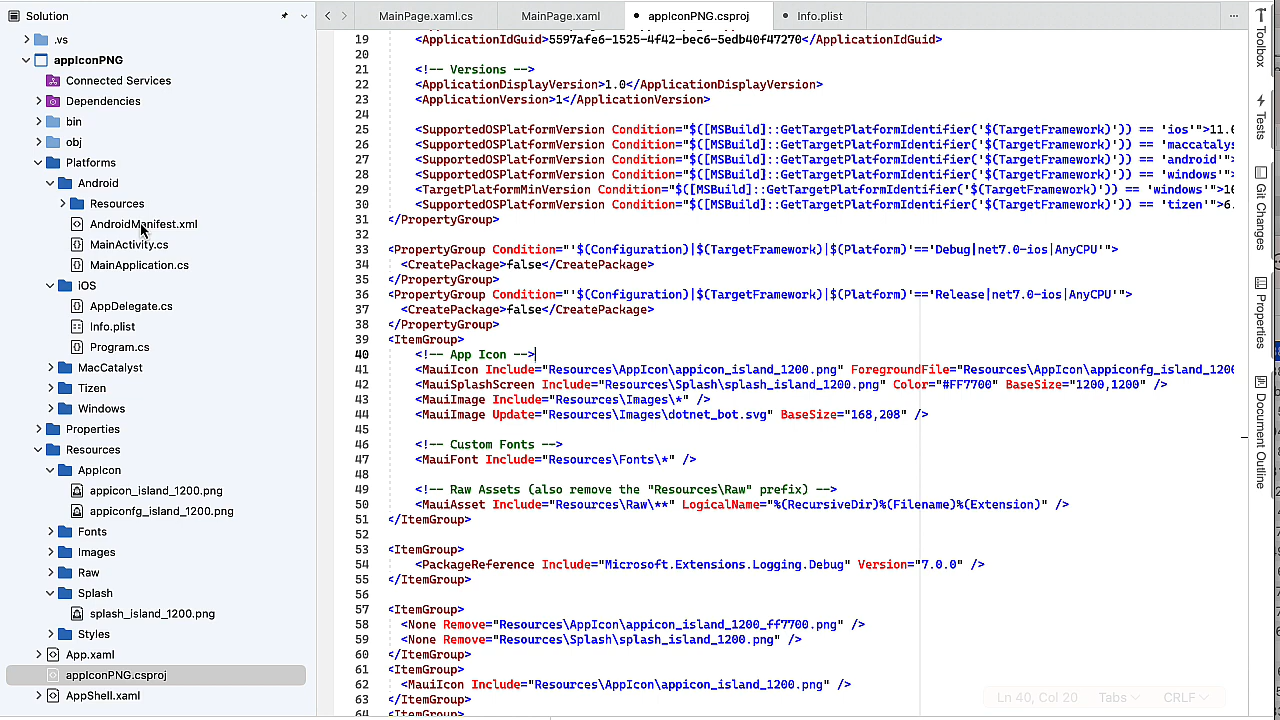 Solution
MainPage.xaml.cs
MainPage.xaml
appIconPNG.csproj
Info.plist
.vs
appIconPNG
Connected Services
Dependencies
bin
obj
Platforms
Android
Resources
AndroidManifest.xml
MainActivity.cs
MainApplication.cs
iOS
AppDelegate.cs
Info.plist
Program.cs
MacCatalyst
Tizen
Windows
Properties
Resources
AppIcon
appicon_island_1200.png
appiconfg_island_1200.png
Fonts
Images
Raw
Splash
splash_island_1200.png
Styles
App.xaml
appIconPNG.csproj
AppShell.xaml
19 <ApplicationIdGuid>5597afe6-1525-4f42-bec6-5edb40f47270</ApplicationIdGuid>
20
21 <!-- Versions -->
22 <ApplicationDisplayVersion>1.0</ApplicationDisplayVersion>
23 <ApplicationVersion>1</ApplicationVersion>
24
25 <SupportedOSPlatformVersion Condition="$([MSBuild]::GetTargetPlatformIdentifier('$(TargetFramework)')) == 'ios'">11.
26 <SupportedOSPlatformVersion Condition="$([MSBuild]::GetTargetPlatformIdentifier('$(TargetFramework)')) == 'maccatalys
27 <SupportedOSPlatformVersion Condition="$([MSBuild]::GetTargetPlatformIdentifier('$(TargetFramework)')) == 'android'">
28 <SupportedOSPlatformVersion Condition="$([MSBuild]::GetTargetPlatformIdentifier('$(TargetFramework)')) == 'windows'">
29 <TargetPlatformMinVersion Condition="$([MSBuild]::GetTargetPlatformIdentifier('$(TargetFramework)')) == 'windows'">10
30 <SupportedOSPlatformVersion Condition="$([MSBuild]::GetTargetPlatformIdentifier('$(TargetFramework)')) == 'tizen'">6.
31 </PropertyGroup>
32
33 <PropertyGroup Condition="'$(Configuration)|$(TargetFramework)|$(Platform)'=='Debug|net7.0-ios|AnyCPU'">
34 <CreatePackage>false</CreatePackage>
35 </PropertyGroup>
36 <PropertyGroup Condition="'$(Configuration)|$(TargetFramework)|$(Platform)'=='Release|net7.0-ios|AnyCPU'">
37 <CreatePackage>false</CreatePackage>
38 </PropertyGroup>
39 <ItemGroup>
40 <!-- App Icon -->
41 <MauiIcon Include="Resources\AppIcon\appicon_island_1200.png" ForegroundFile="Resources\AppIcon\appiconfg_island_120
42 <MauiSplashScreen Include="Resources\Splash\splash_island_1200.png" Color="#FF7700" BaseSize="1200,1200" />
43 <MauiImage Include="Resources\Images\*" />
44 <MauiImage Update="Resources\Images\dotnet_bot.svg" BaseSize="168,208" />
45
46 <!-- Custom Fonts -->
47 <MauiFont Include="Resources\Fonts\*" />
48
49 <!-- Raw Assets (also remove the "Resources\Raw" prefix) -->
50 <MauiAsset Include="Resources\Raw\**" LogicalName="%(RecursiveDir)%(Filename)%(Extension)" />
51 </ItemGroup>
52
53 <ItemGroup>
54 <PackageReference Include="Microsoft.Extensions.Logging.Debug" Version="7.0.0" />
55 </ItemGroup>
56
57 <ItemGroup>
58 <None Remove="Resources\AppIcon\appicon_island_1200_ff7700.png" />
59 <None Remove="Resources\Splash\splash_island_1200.png" />
60 </ItemGroup>
61 <ItemGroup>
62 <MauiIcon Include="Resources\AppIcon\appicon_island_1200.png" />
63 </ItemGroup>
64 <ItemGroup>
Ln 40, Col 20 Tabs CRLF
Toolbox
Tests
Git Changes
Properties
Document Outline